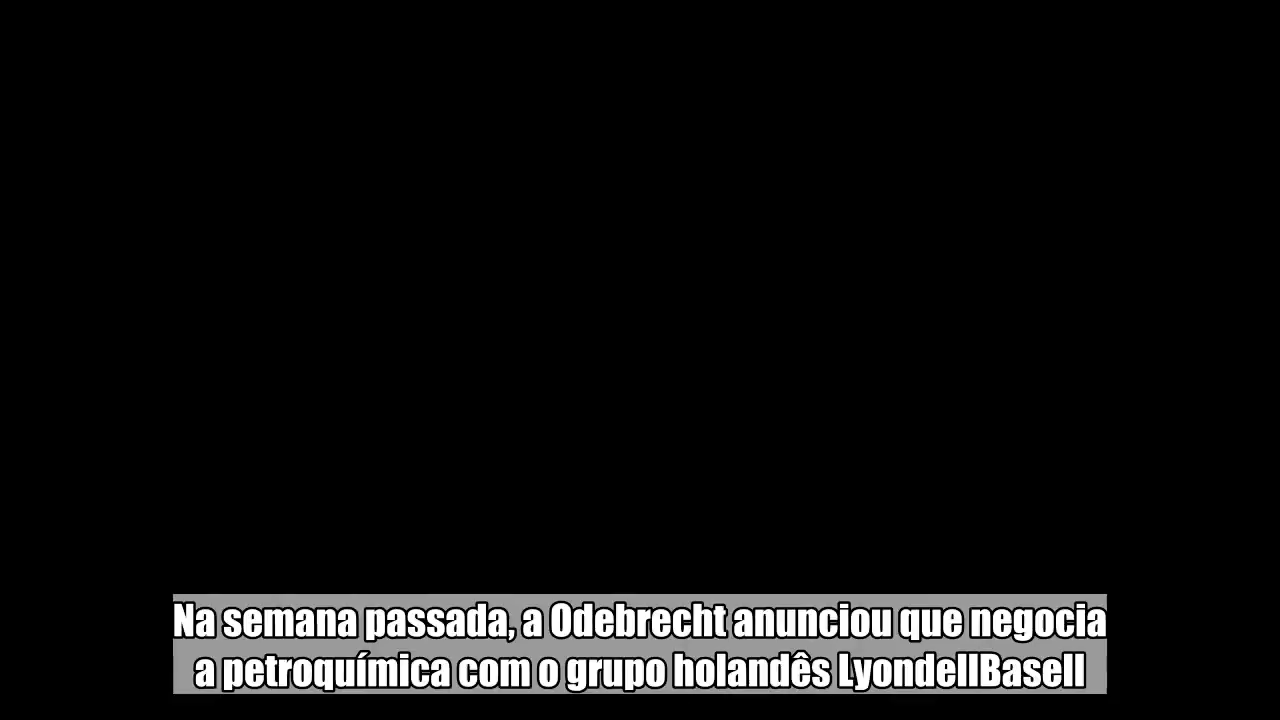 Na semana passada, a Odebrecht anunciou que negocia
a petroquímica com o grupo holandês LyondellBasell